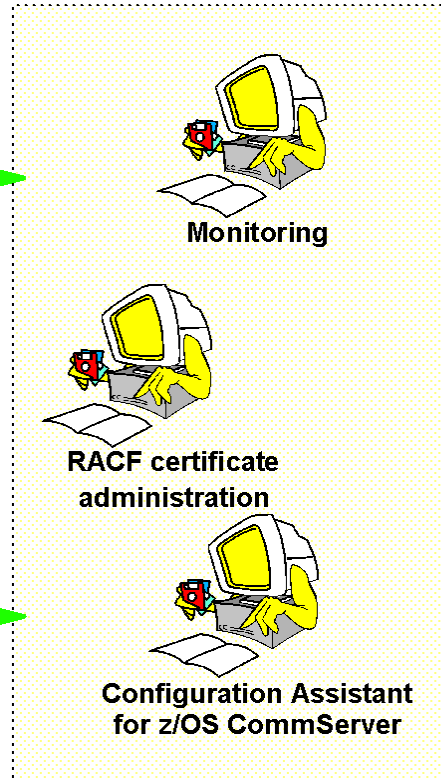 Monitoring
RACF certificate
administration
Configuration Assistant
for z/OS CommServer